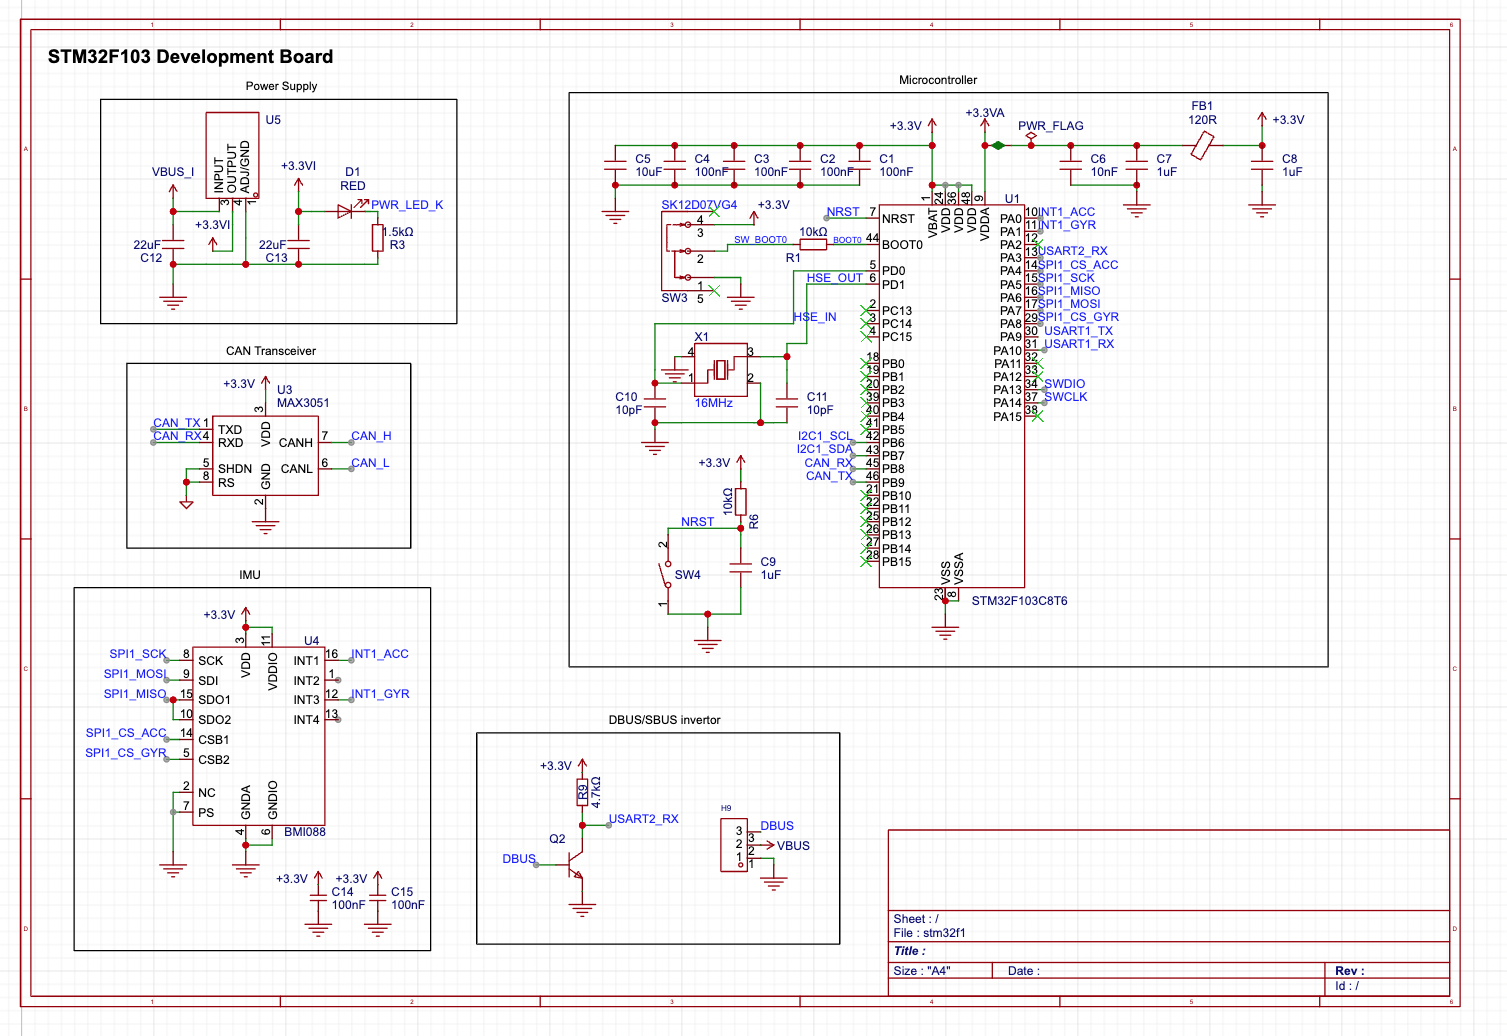 1 2 3 4 5 6
STM32F103 Development Board
Power Supply
U5
INPUT
OUTPUT
ADJ/GND
3
2
4
1
VBUS_I
+3.3VI
+3.3VI
D1
RED
PWR_LED_K
1.5kΩ
R3
22uF
C12
22uF
C13
CAN Transceiver
+3.3V
U3
MAX3051
3
VDD
CAN_TX 1 TXD
CAN_RX 4 RXD
CANH 7 CAN_H
5 SHDN
CANL 6 CAN_L
8 RS
GND
2
IMU
+3.3V
3
11
U4
VDD
VDDIO
SPI1_SCK 8 SCK
INT1 16 INT1_ACC
SPI1_MOSI 9 SDI
INT2 1
SPI1_MISO 15 SDO1
INT3 12 INT1_GYR
10 SDO2
INT4 13
SPI1_CS_ACC 14 CSB1
SPI1_CS_GYR 5 CSB2
2 NC
7 PS
GNDA
GNDIO
4
6
BMI088
+3.3V
C14
100nF
+3.3V
C15
100nF
Microcontroller
+3.3V
+3.3VA
PWR_FLAG
FB1
120R
+3.3V
C5
10uF
C4
100nF
C3
100nF
C2
100nF
C1
100nF
C6
10nF
C7
1uF
C8
1uF
SK12D07VG4
4
3
2
1
5
SW3
+3.3V
SW_BOOT0
10kΩ
R1
BOOT0
U1
1
24
36
48
9
VBAT
VDD
VDD
VDD
VDDA
NRST 7 NRST
44 BOOT0
5 PD0
HSE_OUT 6 PD1
HSE_IN
2 PC13
3 PC14
4 PC15
18 PB0
19 PB1
20 PB2
39 PB3
40 PB4
41 PB5
I2C1_SCL 42 PB6
I2C1_SDA 43 PB7
CAN_RX 45 PB8
CAN_TX 46 PB9
21 PB10
22 PB11
25 PB12
26 PB13
27 PB14
28 PB15
PA0 10 INT1_ACC
PA1 11 INT1_GYR
PA2 12
PA3 13 USART2_RX
PA4 14 SPI1_CS_ACC
PA5 15 SPI1_SCK
PA6 16 SPI1_MISO
PA7 17 SPI1_MOSI
PA8 29 SPI1_CS_GYR
PA9 30 USART1_TX
PA10 31 USART1_RX
PA11 32
PA12 33
PA13 34 SWDIO
PA14 37 SWCLK
PA15 38
VSS
VSSA
23
8
STM32F103C8T6
X1
4
3
1
2
16MHz
C10
10pF
C11
10pF
+3.3V
10kΩ
R6
NRST
2
SW4
1
C9
1uF
DBUS/SBUS invertor
+3.3V
R9
4.7kΩ
USART2_RX
Q2
DBUS
H9
3 3 DBUS
2 2 VBUS
1 1
Sheet : /
File : stm32f1
Title :
Size : "A4"
Date :
Rev :
Id : /
A A
B B
C C
D D
1 2 3 4 5 6